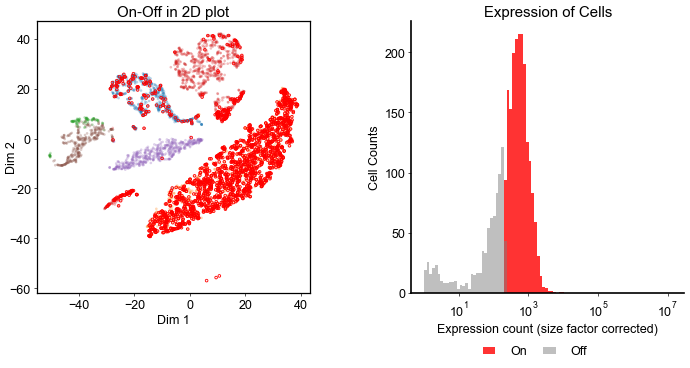 On-Off in 2D plot
Dim 2
40
20
0
−20
−40
−60
−40
−20
0
20
40
Dim 1
Expression of Cells
Cell Counts
200
150
100
50
0
10^1
10^3
10^5
10^7
Expression count (size factor corrected)
On
Off